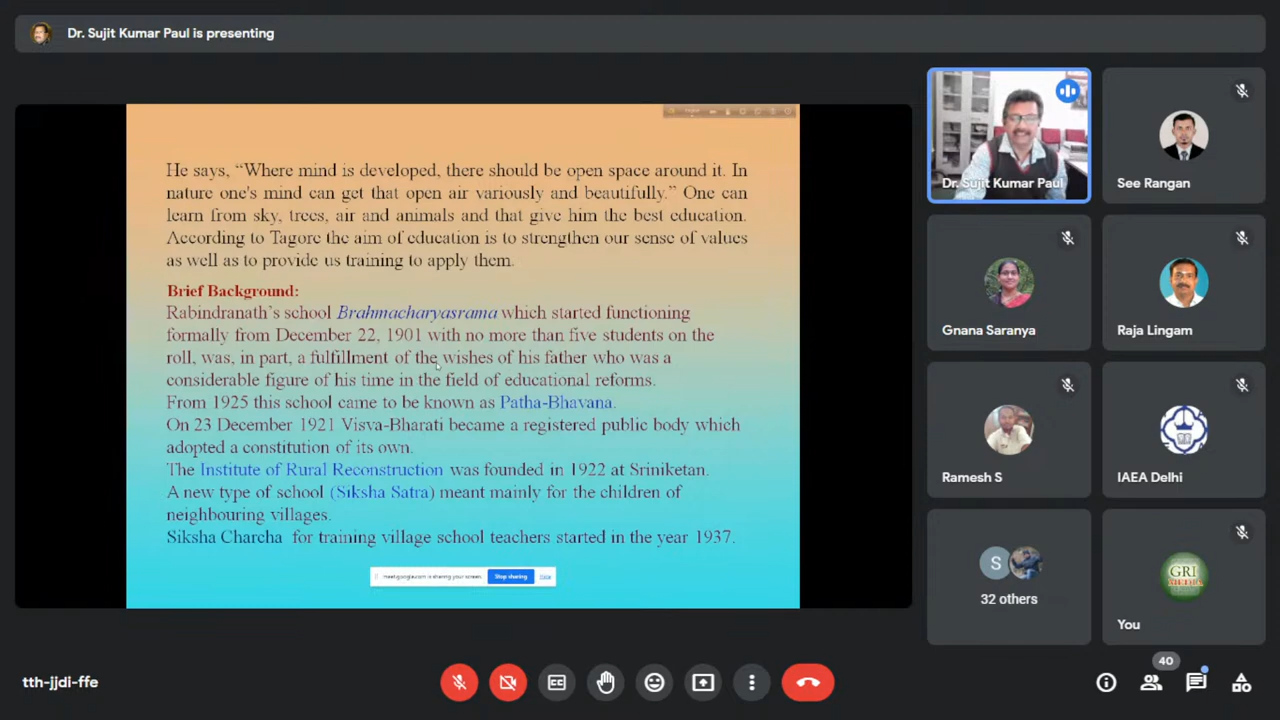 Dr. Sujit Kumar Paul is presenting
He says, “Where mind is developed, there should be open space around it. In
nature one's mind can get that open air variously and beautifully.” One can
learn from sky, trees, air and animals and that give him the best education.
According to Tagore the aim of education is to strengthen our sense of values
as well as to provide us training to apply them.
Brief Background:
Rabindranath’s school Brahmacharyasrama which started functioning
formally from December 22, 1901 with no more than five students on the
roll, was, in part, a fulfillment of the wishes of his father who was a
considerable figure of his time in the field of educational reforms.
From 1925 this school came to be known as Patha-Bhavana.
On 23 December 1921 Visva-Bharati became a registered public body which
adopted a constitution of its own.
The Institute of Rural Reconstruction was founded in 1922 at Sriniketan.
A new type of school (Siksha Satra) meant mainly for the children of
neighbouring villages.
Siksha Charcha for training village school teachers started in the year 1937.
meet.google.com is sharing your screen. Stop sharing Hide
Dr. Sujit Kumar Paul
See Rangan
Gnana Saranya
Raja Lingam
Ramesh S
IAEA Delhi
S
32 others
GRI
You
tth-jjdi-ffe
CC
40